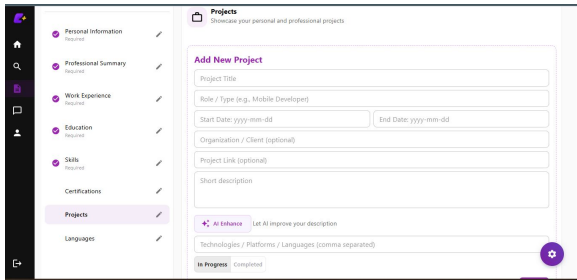 Personal Information
Required
Professional Summary
Required
Work Experience
Required
Education
Required
Skills
Required
Certifications
Projects
Languages
Projects
Showcase your personal and professional projects
Add New Project
Project Title
Role / Type (e.g., Mobile Developer)
Start Date: yyyy-mm-dd
End Date: yyyy-mm-dd
Organization / Client (optional)
Project Link (optional)
Short description
AI Enhance
Let AI improve your description
Technologies / Platforms / Languages (comma separated)
In Progress
Completed